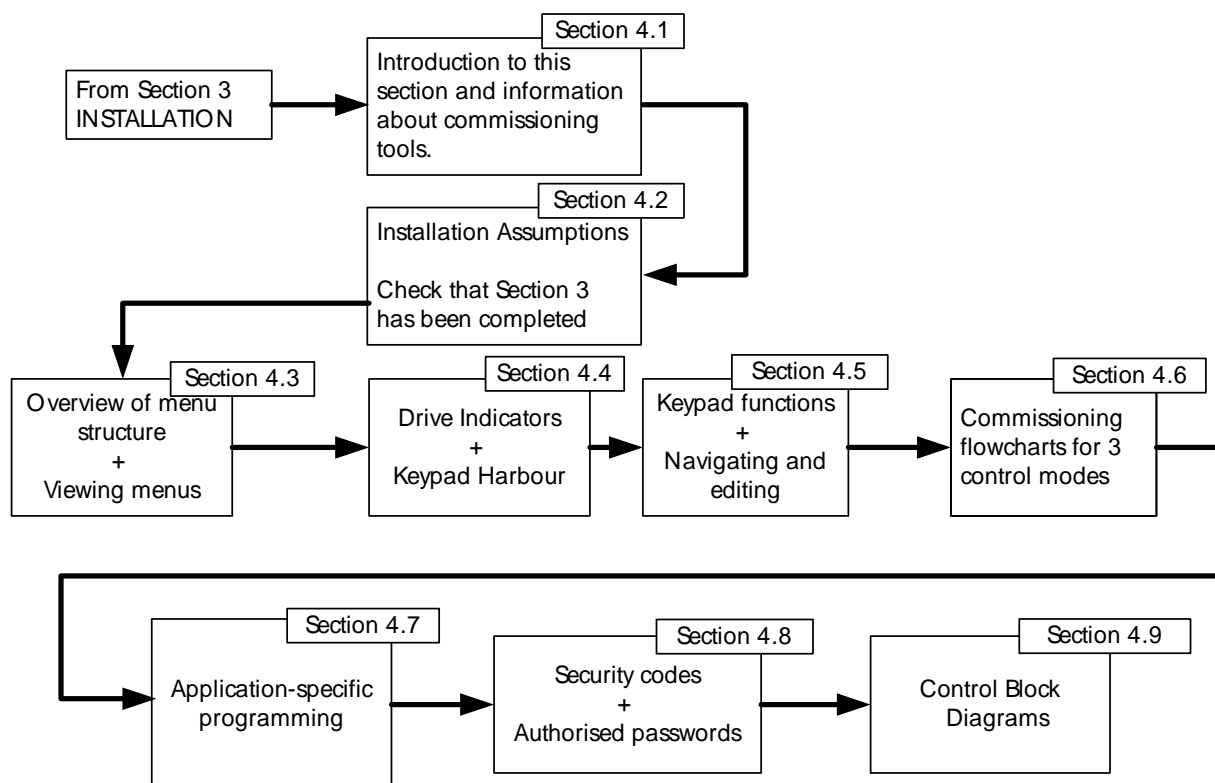 From Section 3
INSTALLATION
Section 4.1
Introduction to this
section and information
about commissioning
tools.
Section 4.2
Installation Assumptions
Check that Section 3
has been completed
Section 4.3
Overview of menu
structure
+
Viewing menus
Section 4.4
Drive Indicators
+
Keypad Harbour
Section 4.5
Keypad functions
+
Navigating and
editing
Section 4.6
Commissioning
flowcharts for 3
control modes
Section 4.7
Application-specific
programming
Section 4.8
Security codes
+
Authorised passwords
Section 4.9
Control Block
Diagrams